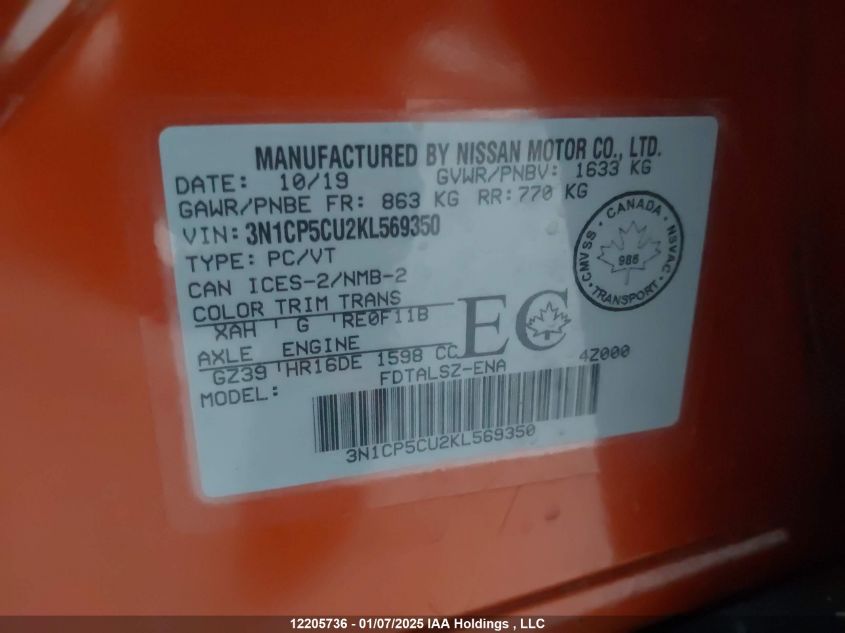 MANUFACTURED BY NISSAN MOTOR CO., LTD.
DATE: 10/19 GVWR/PNBV: 1633 KG
GAWR/PNBE FR: 863 KG RR: 770 KG
VIN: 3N1CP5CU2KL569350
TYPE: PC/VT
CAN ICES-2/NMB-2
COLOR TRIM TRANS
XAH G RE0F11B
AXLE ENGINE
GZ39 HR16DE 1598 CC 4Z000
MODEL: FDTALSZ-ENA
3N1CP5CU2KL569350
EC
CANADA
CMVSS NSVAC
986
TRANSPORT
12205736 - 01/07/2025 IAA Holdings , LLC